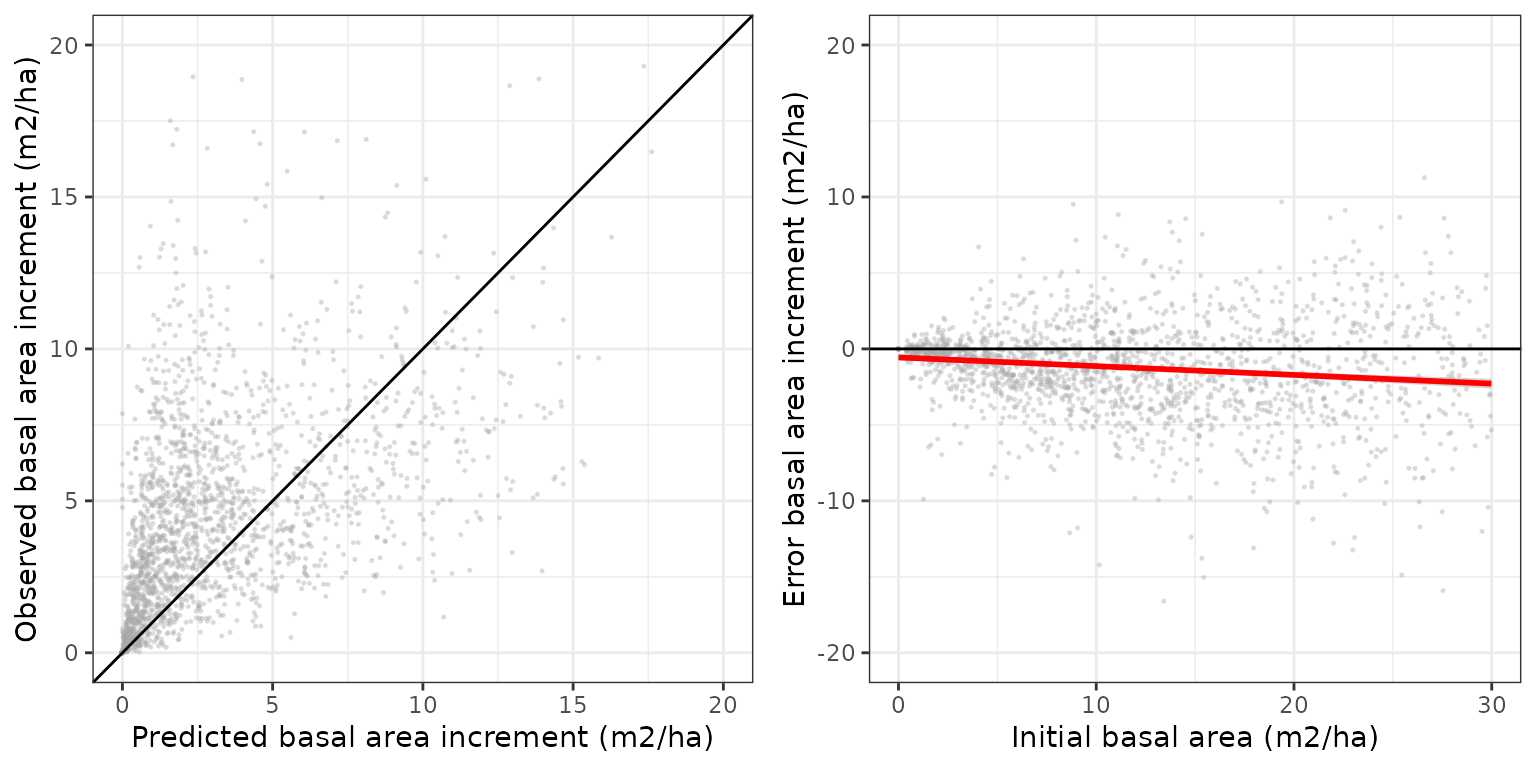 Observed basal area increment (m2/ha)
20
15
10
5
0
0 5 10 15 20
Predicted basal area increment (m2/ha)
Error basal area increment (m2/ha)
20
10
0
-10
-20
0 10 20 30
Initial basal area (m2/ha)